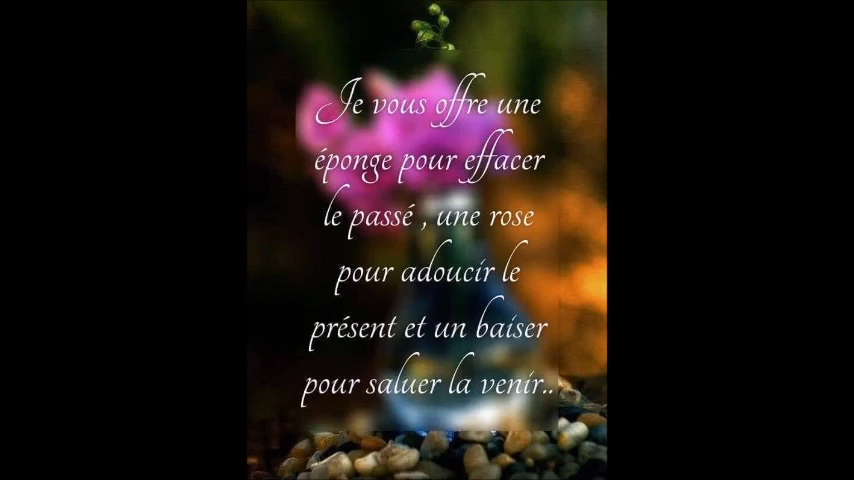 Je vous offre une
éponge pour effacer
le passé , une rose
pour adoucir le
présent et un baiser
pour saluer la venir..